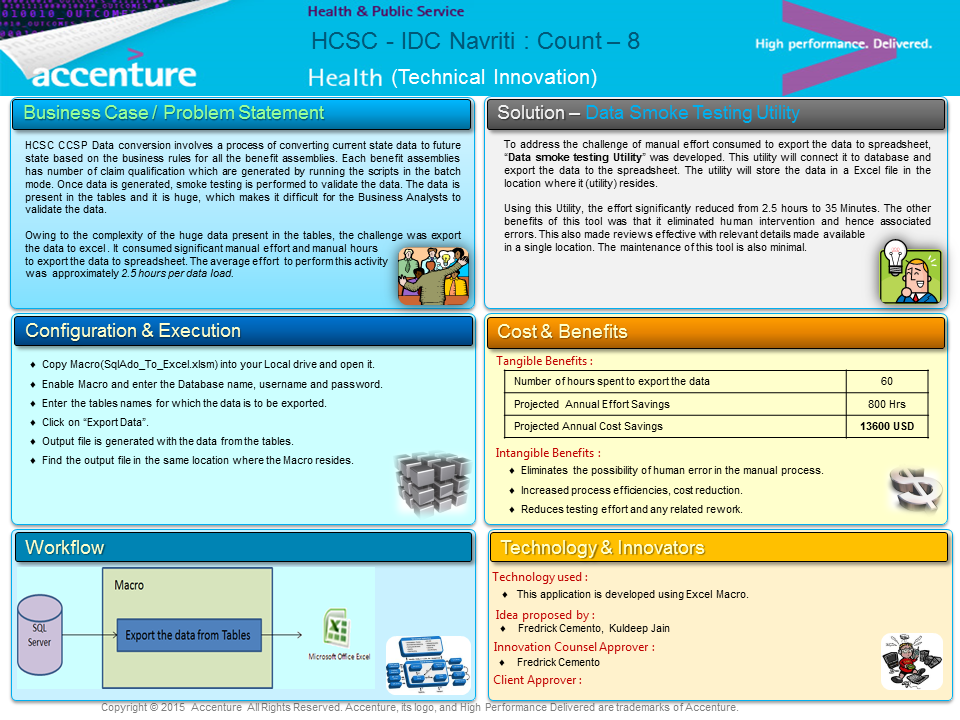 Health & Public Service
HCSC - IDC Navriti : Count – 8
Health (Technical Innovation)
accenture
High performance. Delivered.
Business Case / Problem Statement
HCSC CCSP Data conversion involves a process of converting current state data to future
state based on the business rules for all the benefit assemblies. Each benefit assemblies
has number of claim qualification which are generated by running the scripts in the batch
mode. Once data is generated, smoke testing is performed to validate the data. The data is
present in the tables and it is huge, which makes it difficult for the Business Analysts to
validate the data.
Owing to the complexity of the huge data present in the tables, the challenge was export
the data to excel . It consumed significant manual effort and manual hours
to export the data to spreadsheet. The average effort to perform this activity
was approximately 2.5 hours per data load.
Solution – Data Smoke Testing Utility
To address the challenge of manual effort consumed to export the data to spreadsheet,
“Data smoke testing Utility” was developed. This utility will connect it to database and
export the data to the spreadsheet. The utility will store the data in a Excel file in the
location where it (utility) resides.
Using this Utility, the effort significantly reduced from 2.5 hours to 35 Minutes. The other
benefits of this tool was that it eliminated human intervention and hence associated
errors. This also made reviews effective with relevant details made available
in a single location. The maintenance of this tool is also minimal.
Configuration & Execution
♦ Copy Macro(SqlAdo_To_Excel.xlsm) into your Local drive and open it.
♦ Enable Macro and enter the Database name, username and password.
♦ Enter the tables names for which the data is to be exported.
♦ Click on “Export Data”.
♦ Output file is generated with the data from the tables.
♦ Find the output file in the same location where the Macro resides.
Cost & Benefits
Tangible Benefits :
Number of hours spent to export the data 60
Projected Annual Effort Savings 800 Hrs
Projected Annual Cost Savings 13600 USD
Intangible Benefits :
♦ Eliminates the possibility of human error in the manual process.
♦ Increased process efficiencies, cost reduction.
♦ Reduces testing effort and any related rework.
Workflow
Macro
SQL
Server
Export the data from Tables
Microsoft Office Excel
Technology & Innovators
Technology used :
♦ This application is developed using Excel Macro.
Idea proposed by :
♦ Fredrick Cemento, Kuldeep Jain
Innovation Counsel Approver :
♦ Fredrick Cemento
Client Approver :
Copyright © 2015 Accenture All Rights Reserved. Accenture, its logo, and High Performance Delivered are trademarks of Accenture.